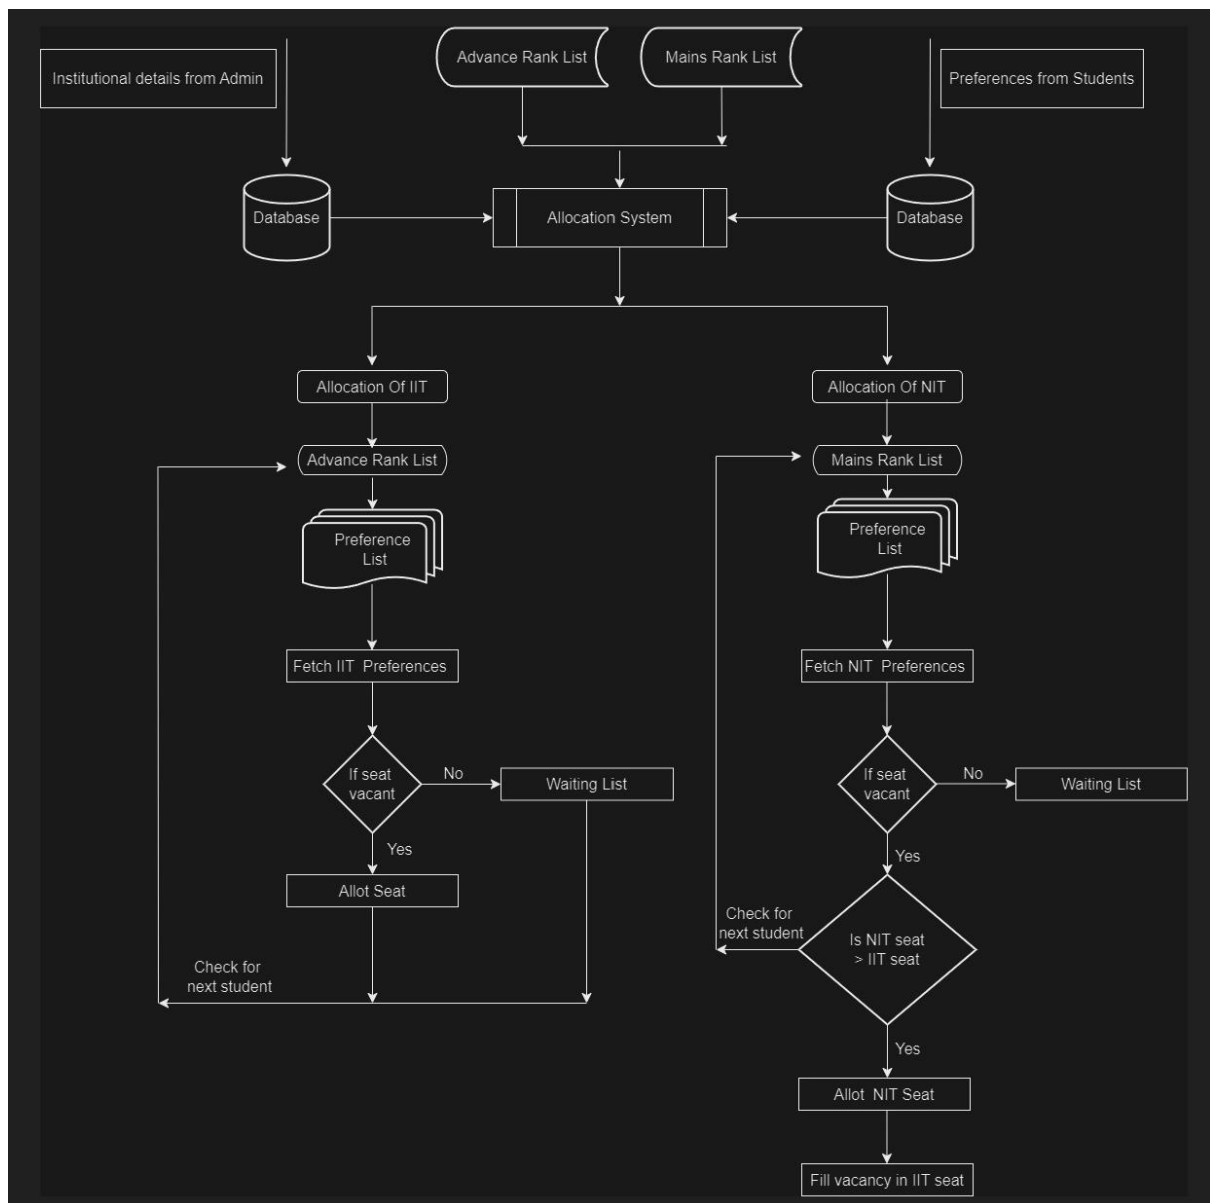 Advance Rank List
Mains Rank List
Institutional details from Admin
Preferences from Students
Database
Allocation System
Database
Allocation Of IIT
Allocation Of NIT
Advance Rank List
Mains Rank List
Preference
List
Preference
List
Fetch IIT Preferences
Fetch NIT Preferences
If seat
vacant
No
Waiting List
If seat
vacant
No
Waiting List
Yes
Yes
Allot Seat
Check for
next student
Is NIT seat
> IIT seat
Check for
next student
Yes
Allot NIT Seat
Fill vacancy in IIT seat